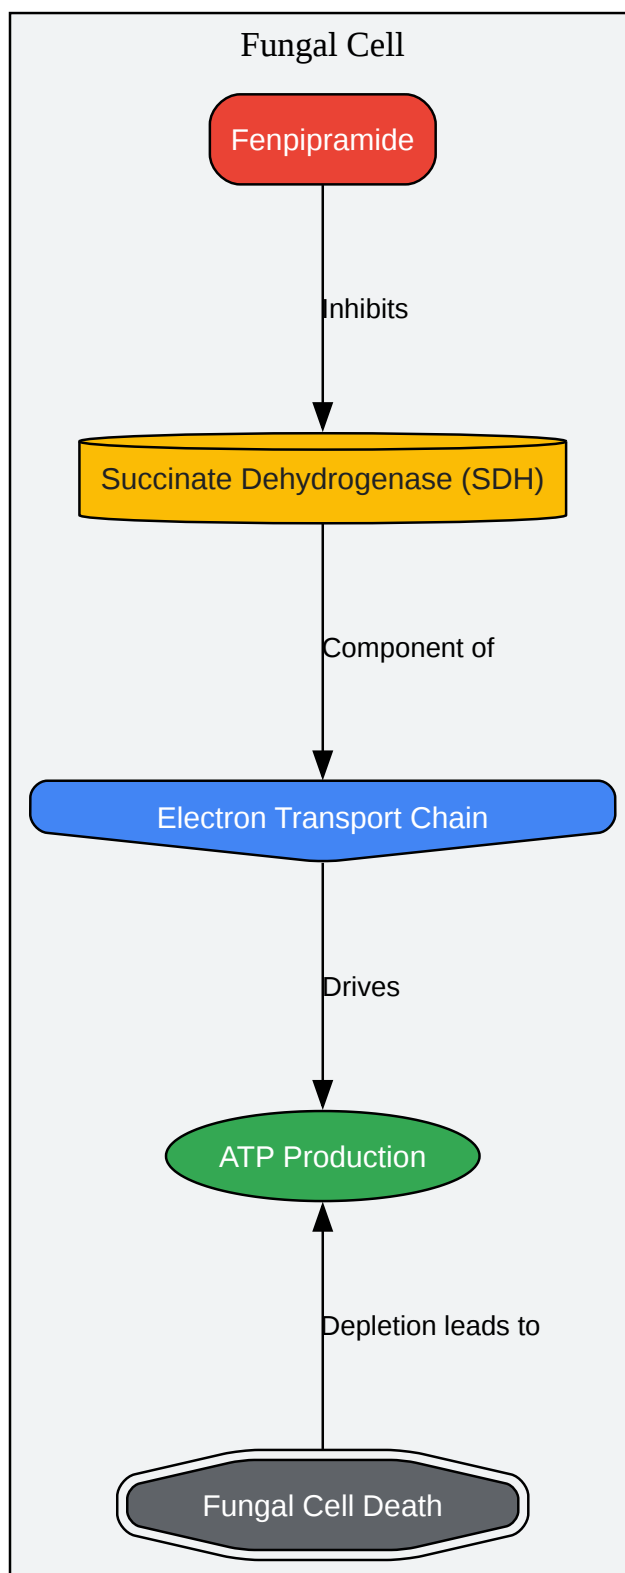 Fungal Cell
Fenpipramide
Inhibits
Succinate Dehydrogenase (SDH)
Component of
Electron Transport Chain
Drives
ATP Production
Depletion leads to
Fungal Cell Death